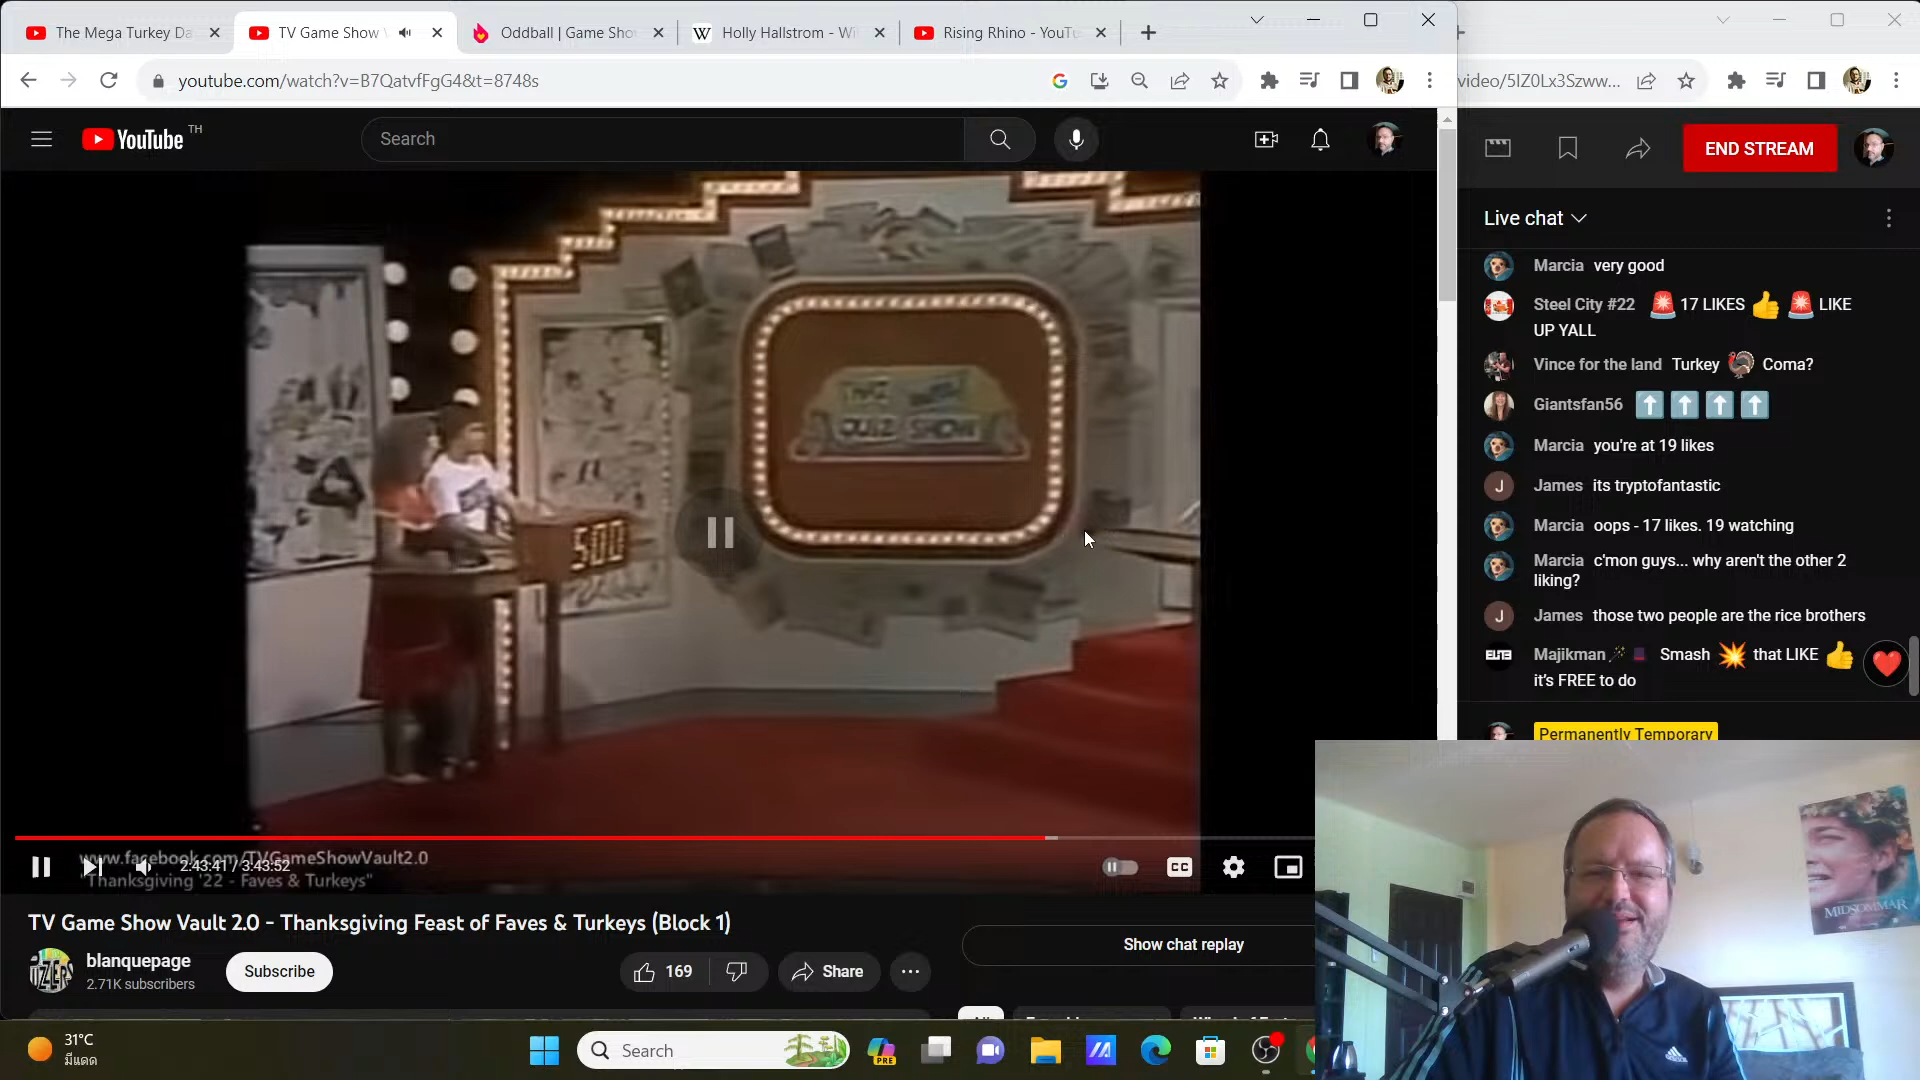 The Mega Turkey Da
TV Game Show
Oddball | Game Sho
Holly Hallstrom - Wi
Rising Rhino - YouTu
youtube.com/watch?v=B7QatvfFgG4&t=8748s
video/5IZ0Lx3Szww...
YouTube TH
Search
END STREAM
Live chat
Marcia very good
Steel City #22 🚨 17 LIKES 👍 🚨 LIKE
UP YALL
Vince for the land Turkey 🦃 Coma?
Giantsfan56 ⬆️ ⬆️ ⬆️ ⬆️
Marcia you're at 19 likes
James its tryptofantastic
Marcia oops - 17 likes. 19 watching
Marcia c'mon guys... why aren't the other 2
liking?
James those two people are the rice brothers
Majikman Smash 💥 that LIKE 👍
it's FREE to do
Permanently Temporary
QUIZ SHOW
500
www.facebook.com/TVGameShowVault2.0
2:43:41 / 3:43:52
"Thanksgiving '22 - Faves & Turkeys"
CC
TV Game Show Vault 2.0 - Thanksgiving Feast of Faves & Turkeys (Block 1)
blanquepage
2.71K subscribers
Subscribe
169
Share
Show chat replay
MIDSOMMAR
31°C
มีแดด
Search
PRE